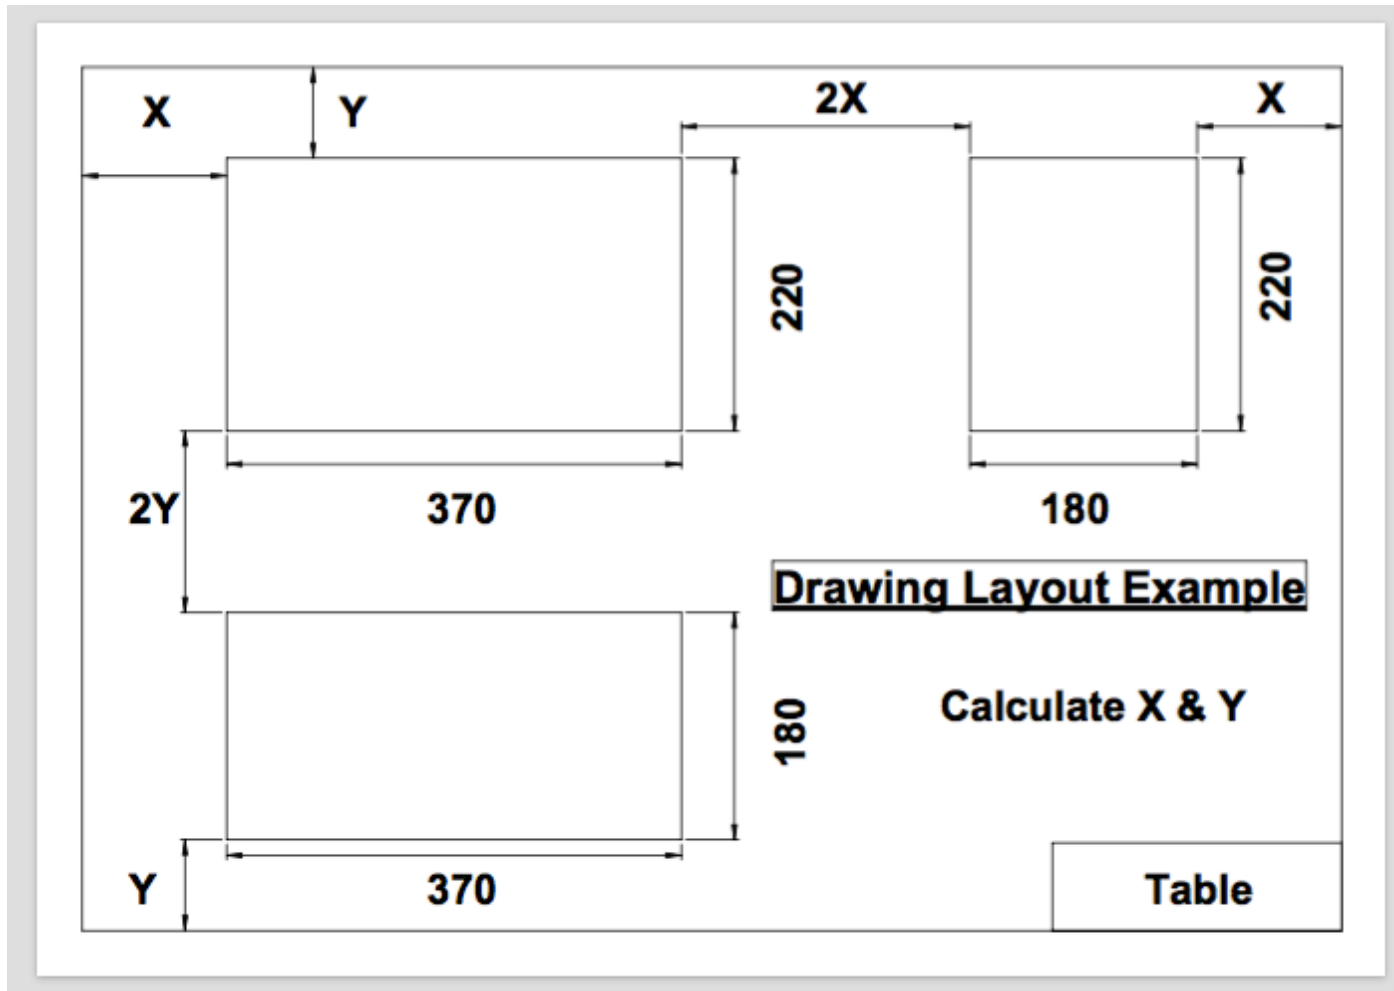 X
Y
2X
X
220
220
2Y
370
180
Drawing Layout Example
Calculate X & Y
180
Y
370
Table